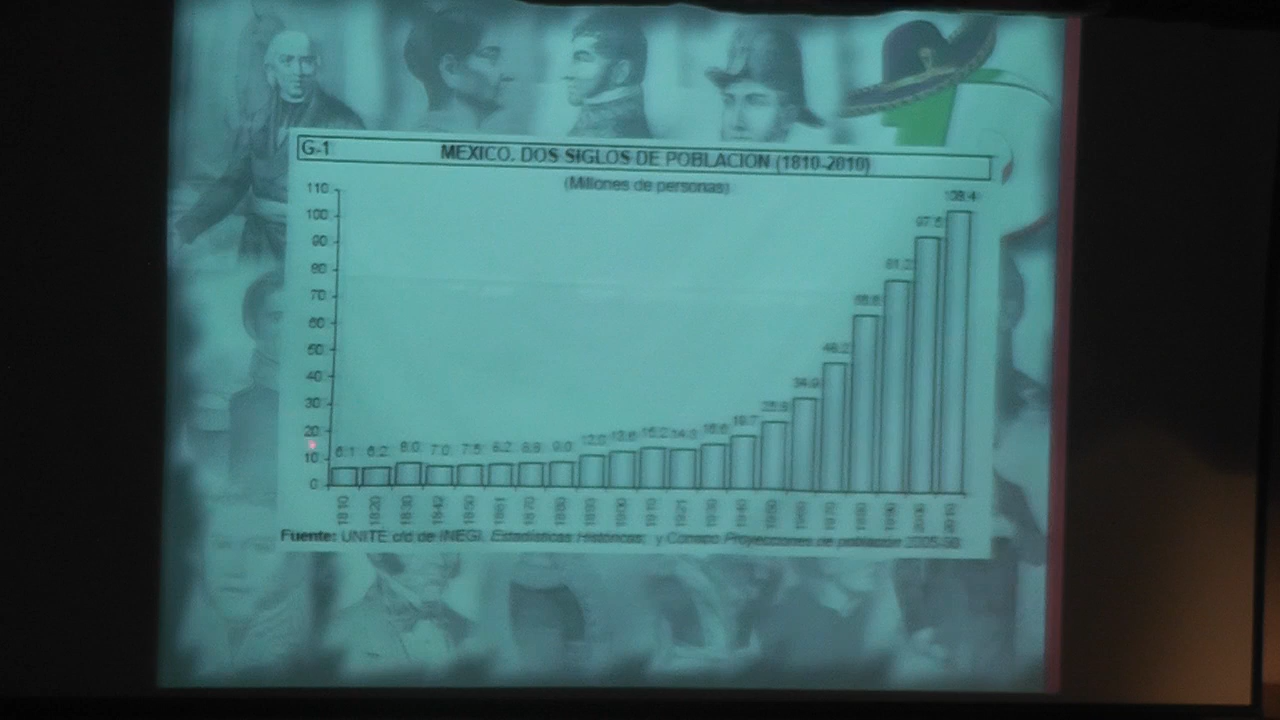 G-1
MEXICO. DOS SIGLOS DE POBLACION (1810-2010)
(Millones de personas)
110
100
90
80
70
60
50
40
30
20
10
0
6.1 6.2 8.0 7.0 7.5 8.2 8.8 9.0 12.0 13.6 15.2 14.3 16.6 19.7 25.8 34.9 48.2 66.8 81.2 97.5 108.4
1810 1820 1830 1842 1850 1861 1870 1880 1893 1900 1910 1921 1930 1940 1950 1960 1970 1980 1990 2000 2010
Fuente: UNITE c/d de INEGI, Estadísticas Históricas, y Conapo Proyecciones de población